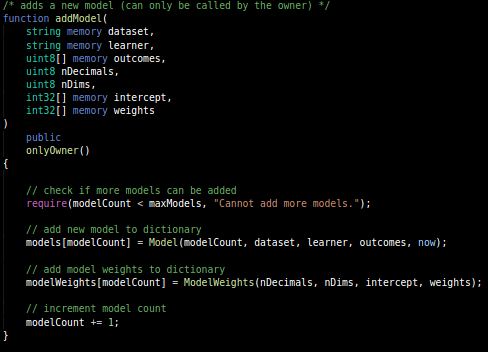 /* adds a new model (can only be called by the owner) */
function addModel(
    string memory dataset,
    string memory learner,
    uint8[] memory outcomes,
    uint8 nDecimals,
    uint8 nDims,
    int32[] memory intercept,
    int32[] memory weights
)
    public
    onlyOwner()
{
    // check if more models can be added
    require(modelCount < maxModels, "Cannot add more models.");
    // add new model to dictionary
    models[modelCount] = Model(modelCount, dataset, learner, outcomes, now);
    // add model weights to dictionary
    modelWeights[modelCount] = ModelWeights(nDecimals, nDims, intercept, weights);
    // increment model count
    modelCount += 1;
}